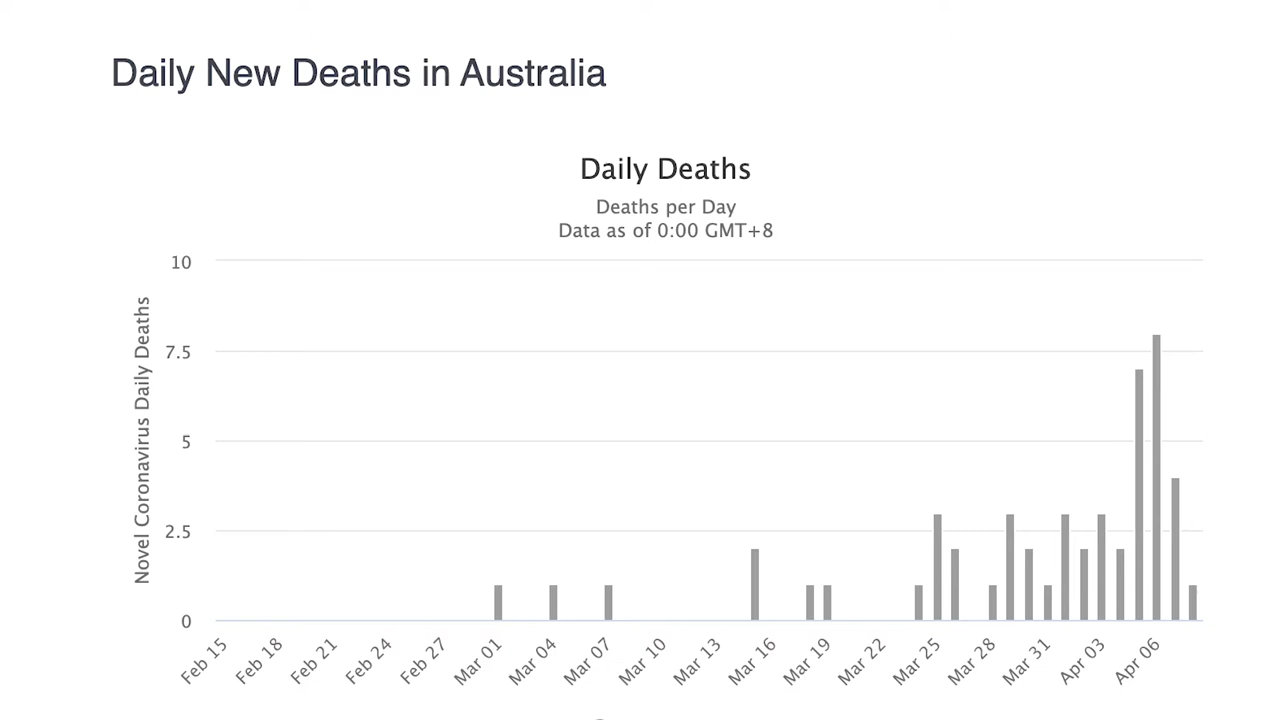 Daily New Deaths in Australia
Daily Deaths
Deaths per Day
Data as of 0:00 GMT+8
Novel Coronavirus Daily Deaths
10
7.5
5
2.5
0
Feb 15
Feb 18
Feb 21
Feb 24
Feb 27
Mar 01
Mar 04
Mar 07
Mar 10
Mar 13
Mar 16
Mar 19
Mar 22
Mar 25
Mar 28
Mar 31
Apr 03
Apr 06